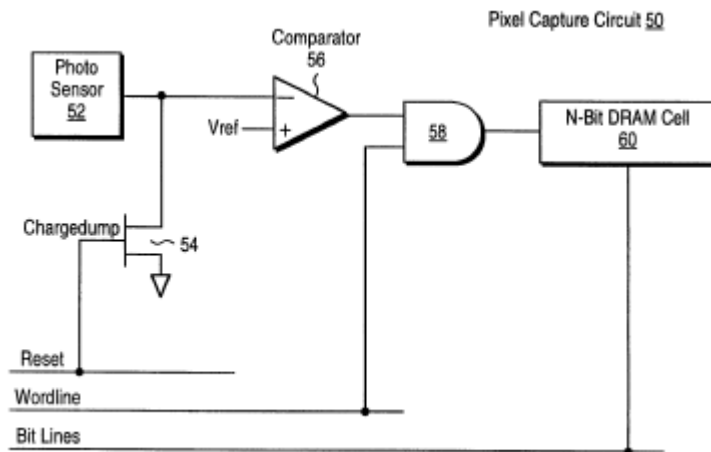 Pixel Capture Circuit 50
Comparator
56
Photo
Sensor
52
Vref
−
+
58
N-Bit DRAM Cell
60
Chargedump
54
Reset
Wordline
Bit Lines